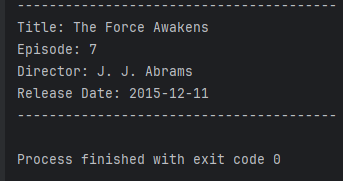 ----------------------------------------
Title: The Force Awakens
Episode: 7
Director: J. J. Abrams
Release Date: 2015-12-11
----------------------------------------
Process finished with exit code 0